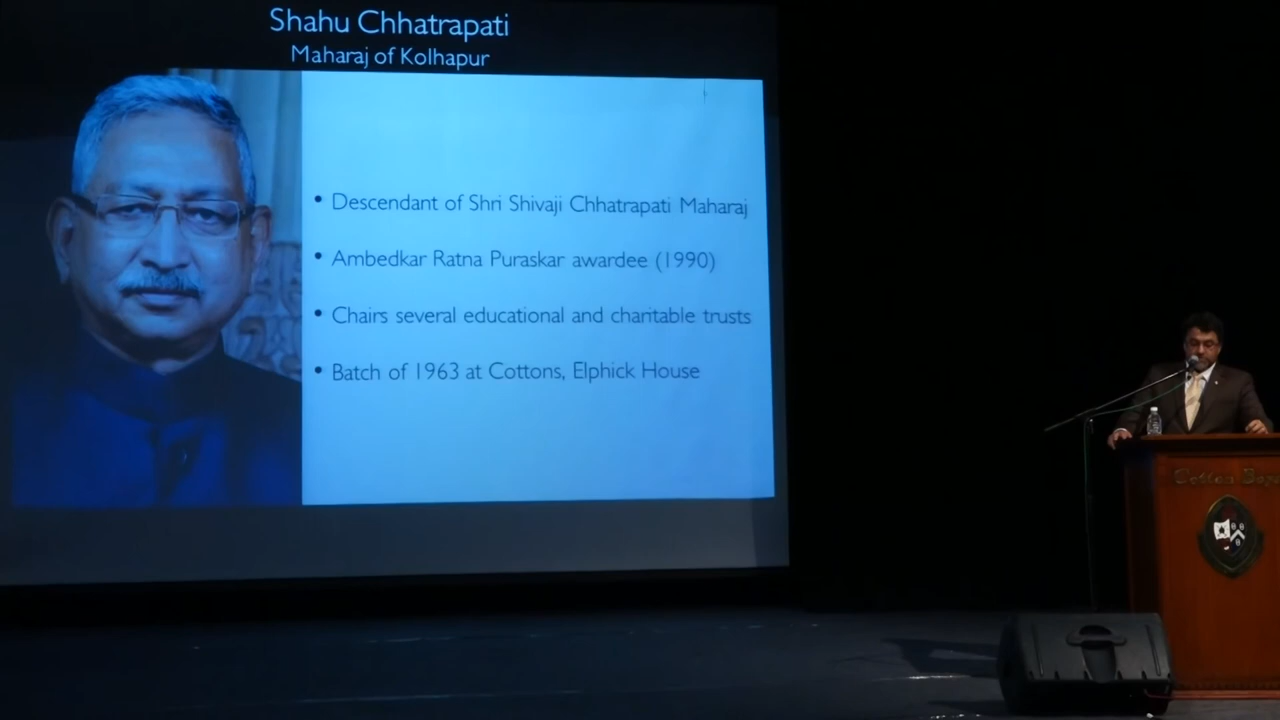 Shahu Chhatrapati
Maharaj of Kolhapur
• Descendant of Shri Shivaji Chhatrapati Maharaj
• Ambedkar Ratna Puraskar awardee (1990)
• Chairs several educational and charitable trusts
• Batch of 1963 at Cottons, Elphick House
Cotton